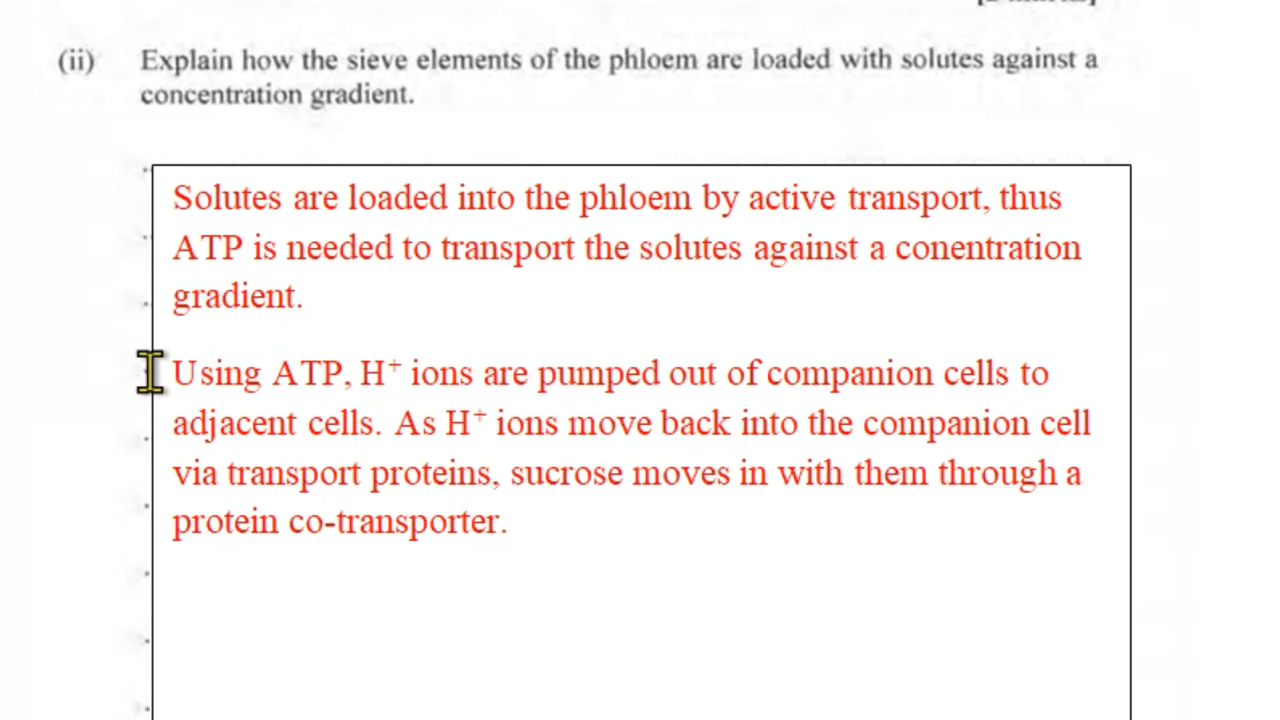 (ii) Explain how the sieve elements of the phloem are loaded with solutes against a
concentration gradient.
Solutes are loaded into the phloem by active transport, thus
ATP is needed to transport the solutes against a conentration
gradient.
Using ATP, H⁺ ions are pumped out of companion cells to
adjacent cells. As H⁺ ions move back into the companion cell
via transport proteins, sucrose moves in with them through a
protein co-transporter.